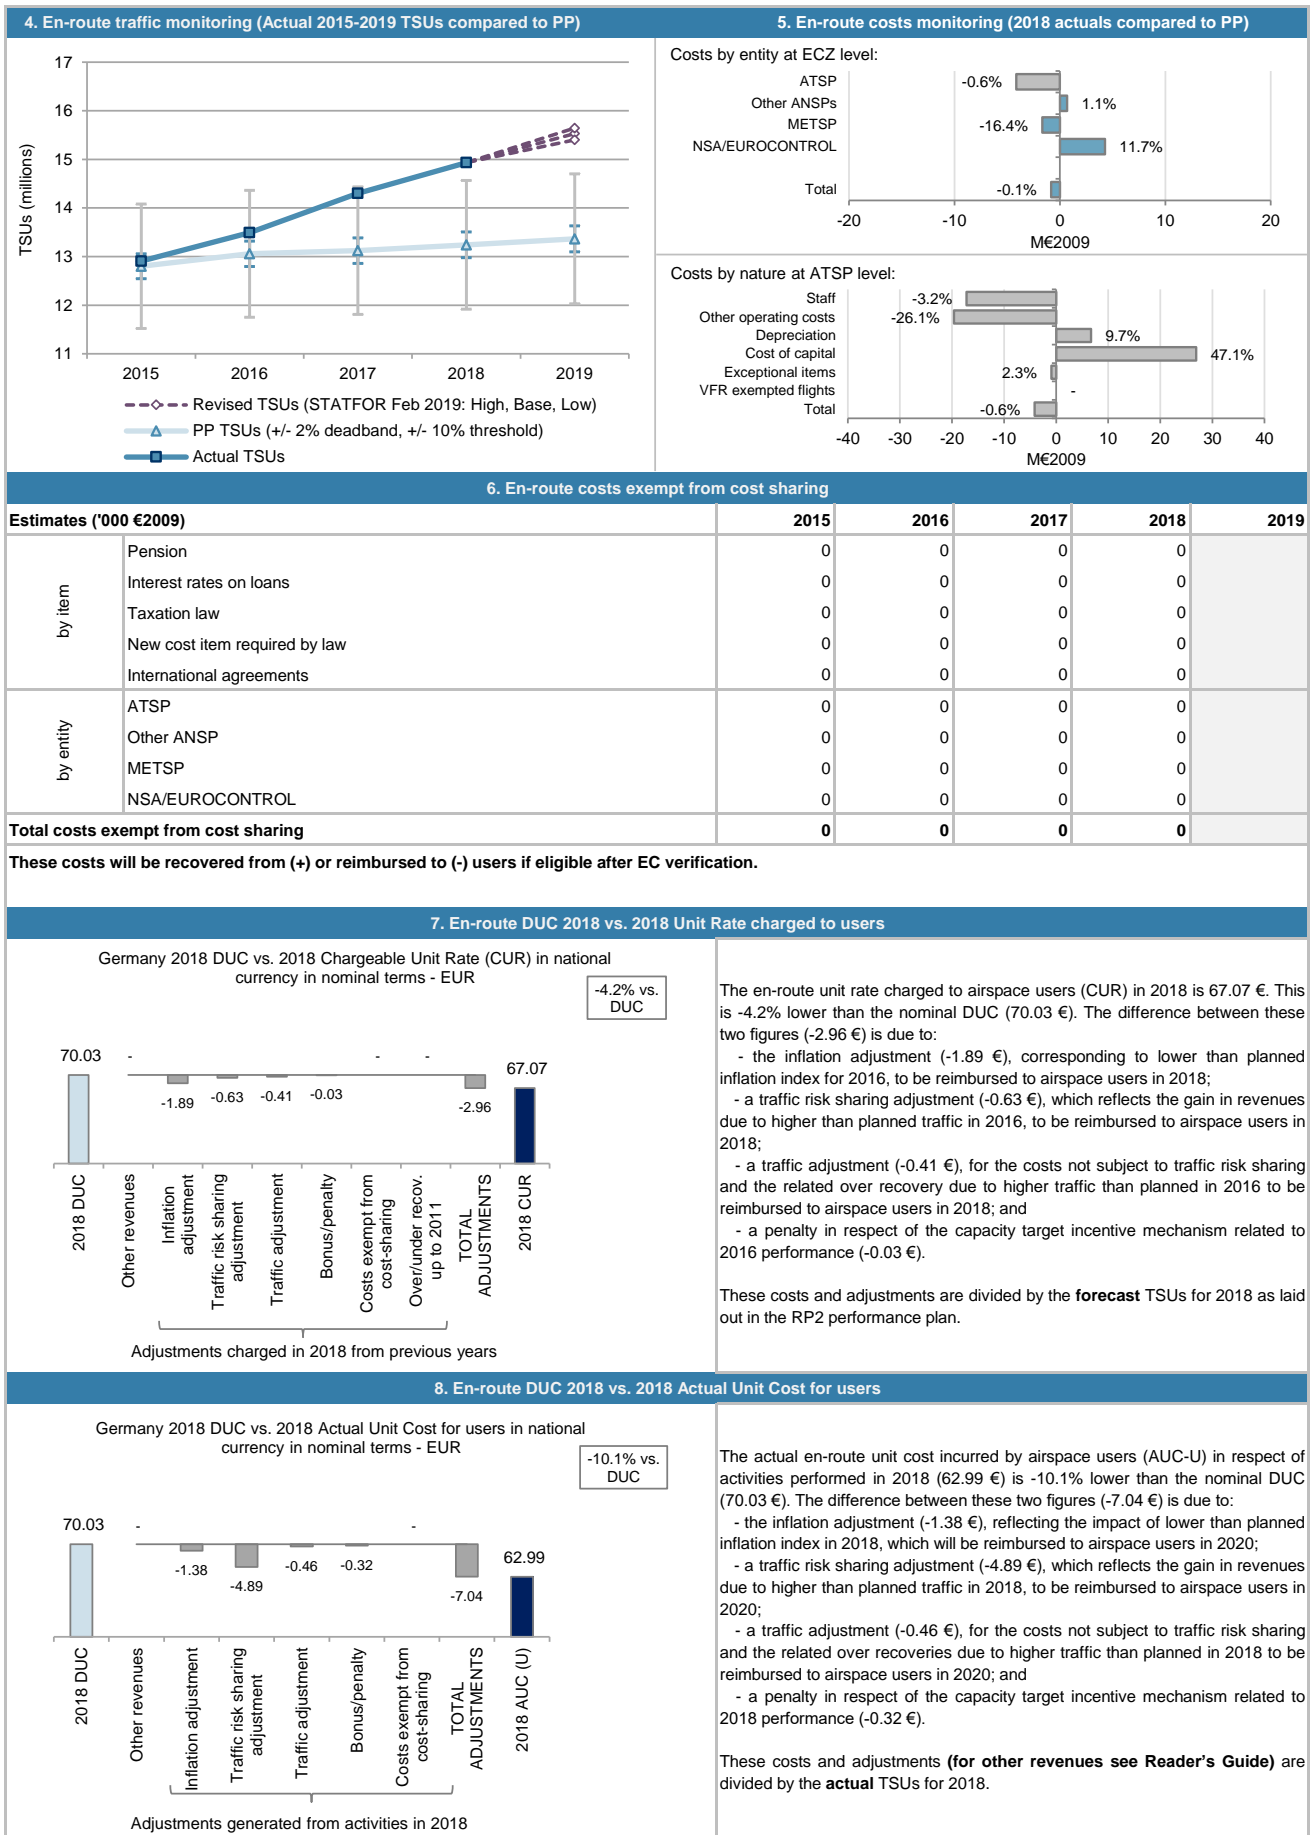 4. En-route traffic monitoring (Actual 2015-2019 TSUs compared to PP)
17
16
15
14
13
12
11
TSUs (millions)
2015 2016 2017 2018 2019
Revised TSUs (STATFOR Feb 2019: High, Base, Low)
PP TSUs (+/- 2% deadband, +/- 10% threshold)
Actual TSUs
5. En-route costs monitoring (2018 actuals compared to PP)
Costs by entity at ECZ level:
ATSP -0.6%
Other ANSPs 1.1%
METSP -16.4%
NSA/EUROCONTROL 11.7%
Total -0.1%
-20 -10 0 10 20
M€2009
Costs by nature at ATSP level:
Staff -3.2%
Other operating costs -26.1%
Depreciation 9.7%
Cost of capital 47.1%
Exceptional items 2.3%
VFR exempted flights -
Total -0.6%
-40 -30 -20 -10 0 10 20 30 40
M€2009
6. En-route costs exempt from cost sharing
Estimates ('000 €2009) 2015 2016 2017 2018 2019
by item
Pension 0 0 0 0
Interest rates on loans 0 0 0 0
Taxation law 0 0 0 0
New cost item required by law 0 0 0 0
International agreements 0 0 0 0
by entity
ATSP 0 0 0 0
Other ANSP 0 0 0 0
METSP 0 0 0 0
NSA/EUROCONTROL 0 0 0 0
Total costs exempt from cost sharing 0 0 0 0
These costs will be recovered from (+) or reimbursed to (-) users if eligible after EC verification.
7. En-route DUC 2018 vs. 2018 Unit Rate charged to users
Germany 2018 DUC vs. 2018 Chargeable Unit Rate (CUR) in national
currency in nominal terms - EUR
-4.2% vs.
DUC
70.03 - -1.89 -0.63 -0.41 -0.03 - - -2.96 67.07
2018 DUC
Other revenues
Inflation
adjustment
Traffic risk sharing
adjustment
Traffic adjustment
Bonus/penalty
Costs exempt from
cost-sharing
Over/under recov.
up to 2011
TOTAL
ADJUSTMENTS
2018 CUR
Adjustments charged in 2018 from previous years
The en-route unit rate charged to airspace users (CUR) in 2018 is 67.07 €. This
is -4.2% lower than the nominal DUC (70.03 €). The difference between these
two figures (-2.96 €) is due to:
- the inflation adjustment (-1.89 €), corresponding to lower than planned
inflation index for 2016, to be reimbursed to airspace users in 2018;
- a traffic risk sharing adjustment (-0.63 €), which reflects the gain in revenues
due to higher than planned traffic in 2016, to be reimbursed to airspace users in
2018;
- a traffic adjustment (-0.41 €), for the costs not subject to traffic risk sharing
and the related over recovery due to higher traffic than planned in 2016 to be
reimbursed to airspace users in 2018; and
- a penalty in respect of the capacity target incentive mechanism related to
2016 performance (-0.03 €).
These costs and adjustments are divided by the forecast TSUs for 2018 as laid
out in the RP2 performance plan.
8. En-route DUC 2018 vs. 2018 Actual Unit Cost for users
Germany 2018 DUC vs. 2018 Actual Unit Cost for users in national
currency in nominal terms - EUR
-10.1% vs.
DUC
70.03 - -1.38 -4.89 -0.46 -0.32 - -7.04 62.99
2018 DUC
Other revenues
Inflation adjustment
Traffic risk sharing
adjustment
Traffic adjustment
Bonus/penalty
Costs exempt from
cost-sharing
TOTAL
ADJUSTMENTS
2018 AUC (U)
Adjustments generated from activities in 2018
The actual en-route unit cost incurred by airspace users (AUC-U) in respect of
activities performed in 2018 (62.99 €) is -10.1% lower than the nominal DUC
(70.03 €). The difference between these two figures (-7.04 €) is due to:
- the inflation adjustment (-1.38 €), reflecting the impact of lower than planned
inflation index in 2018, which will be reimbursed to airspace users in 2020;
- a traffic risk sharing adjustment (-4.89 €), which reflects the gain in revenues
due to higher than planned traffic in 2018, to be reimbursed to airspace users in
2020;
- a traffic adjustment (-0.46 €), for the costs not subject to traffic risk sharing
and the related over recoveries due to higher traffic than planned in 2018 to be
reimbursed to airspace users in 2020; and
- a penalty in respect of the capacity target incentive mechanism related to
2018 performance (-0.32 €).
These costs and adjustments (for other revenues see Reader's Guide) are
divided by the actual TSUs for 2018.